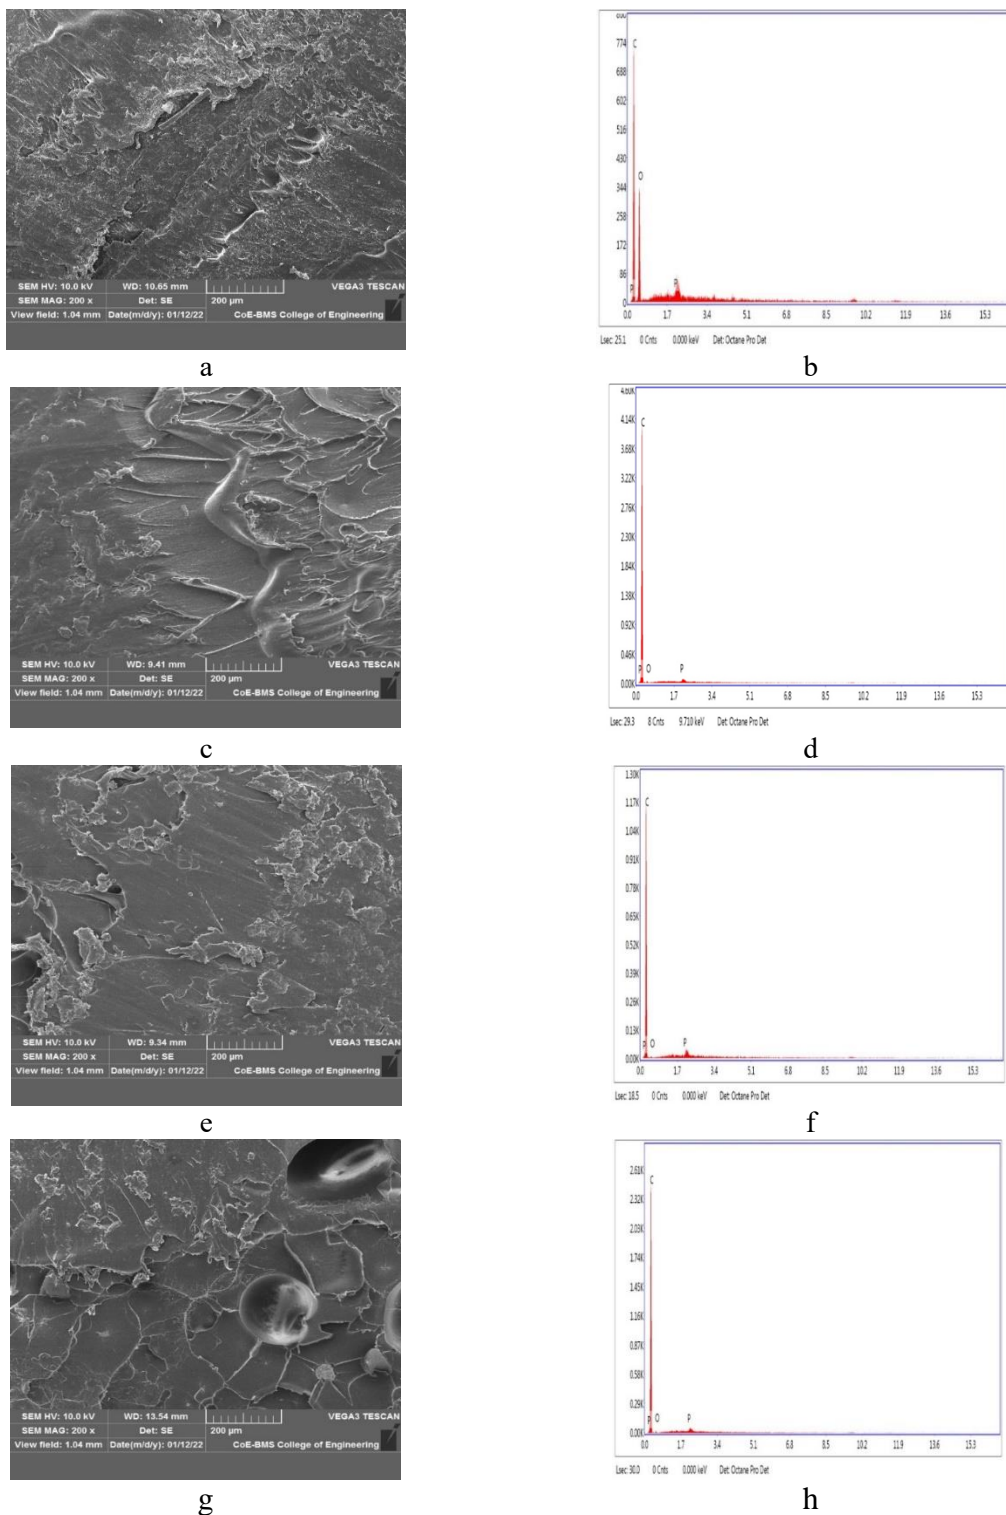 SEM HV: 10.0 kV WD: 10.65 mm VEGA3 TESCAN
SEM MAG: 200 x Det: SE 200 µm
View field: 1.04 mm Date(m/d/y): 01/12/22 CoE-BMS College of Engineering
a
774
688
602
516
430
344
258
172
86
0
C
O
P
P
0.0 1.7 3.4 5.1 6.8 8.5 10.2 11.9 13.6 15.3
Lsec: 25.1 0 Cnts 0.000 keV Det: Octane Pro Det
b
SEM HV: 10.0 kV WD: 9.41 mm VEGA3 TESCAN
SEM MAG: 200 x Det: SE 200 µm
View field: 1.04 mm Date(m/d/y): 01/12/22 CoE-BMS College of Engineering
c
4.60K
4.14K
3.68K
3.22K
2.76K
2.30K
1.84K
1.38K
0.92K
0.46K
0.00K
C
P O P
0.0 1.7 3.4 5.1 6.8 8.5 10.2 11.9 13.6 15.3
Lsec: 29.3 8 Cnts 9.710 keV Det: Octane Pro Det
d
SEM HV: 10.0 kV WD: 9.34 mm VEGA3 TESCAN
SEM MAG: 200 x Det: SE 200 µm
View field: 1.04 mm Date(m/d/y): 01/12/22 CoE-BMS College of Engineering
e
1.30K
1.17K
1.04K
0.91K
0.78K
0.65K
0.52K
0.39K
0.26K
0.13K
0.00K
C
P O P
0.0 1.7 3.4 5.1 6.8 8.5 10.2 11.9 13.6 15.3
Lsec: 18.5 0 Cnts 0.000 keV Det: Octane Pro Det
f
SEM HV: 10.0 kV WD: 13.54 mm VEGA3 TESCAN
SEM MAG: 200 x Det: SE 200 µm
View field: 1.04 mm Date(m/d/y): 01/12/22 CoE-BMS College of Engineering
g
2.61K
2.32K
2.03K
1.74K
1.45K
1.16K
0.87K
0.58K
0.29K
0.00K
C
P O P
0.0 1.7 3.4 5.1 6.8 8.5 10.2 11.9 13.6 15.3
Lsec: 30.0 0 Cnts 0.000 keV Det: Octane Pro Det
h